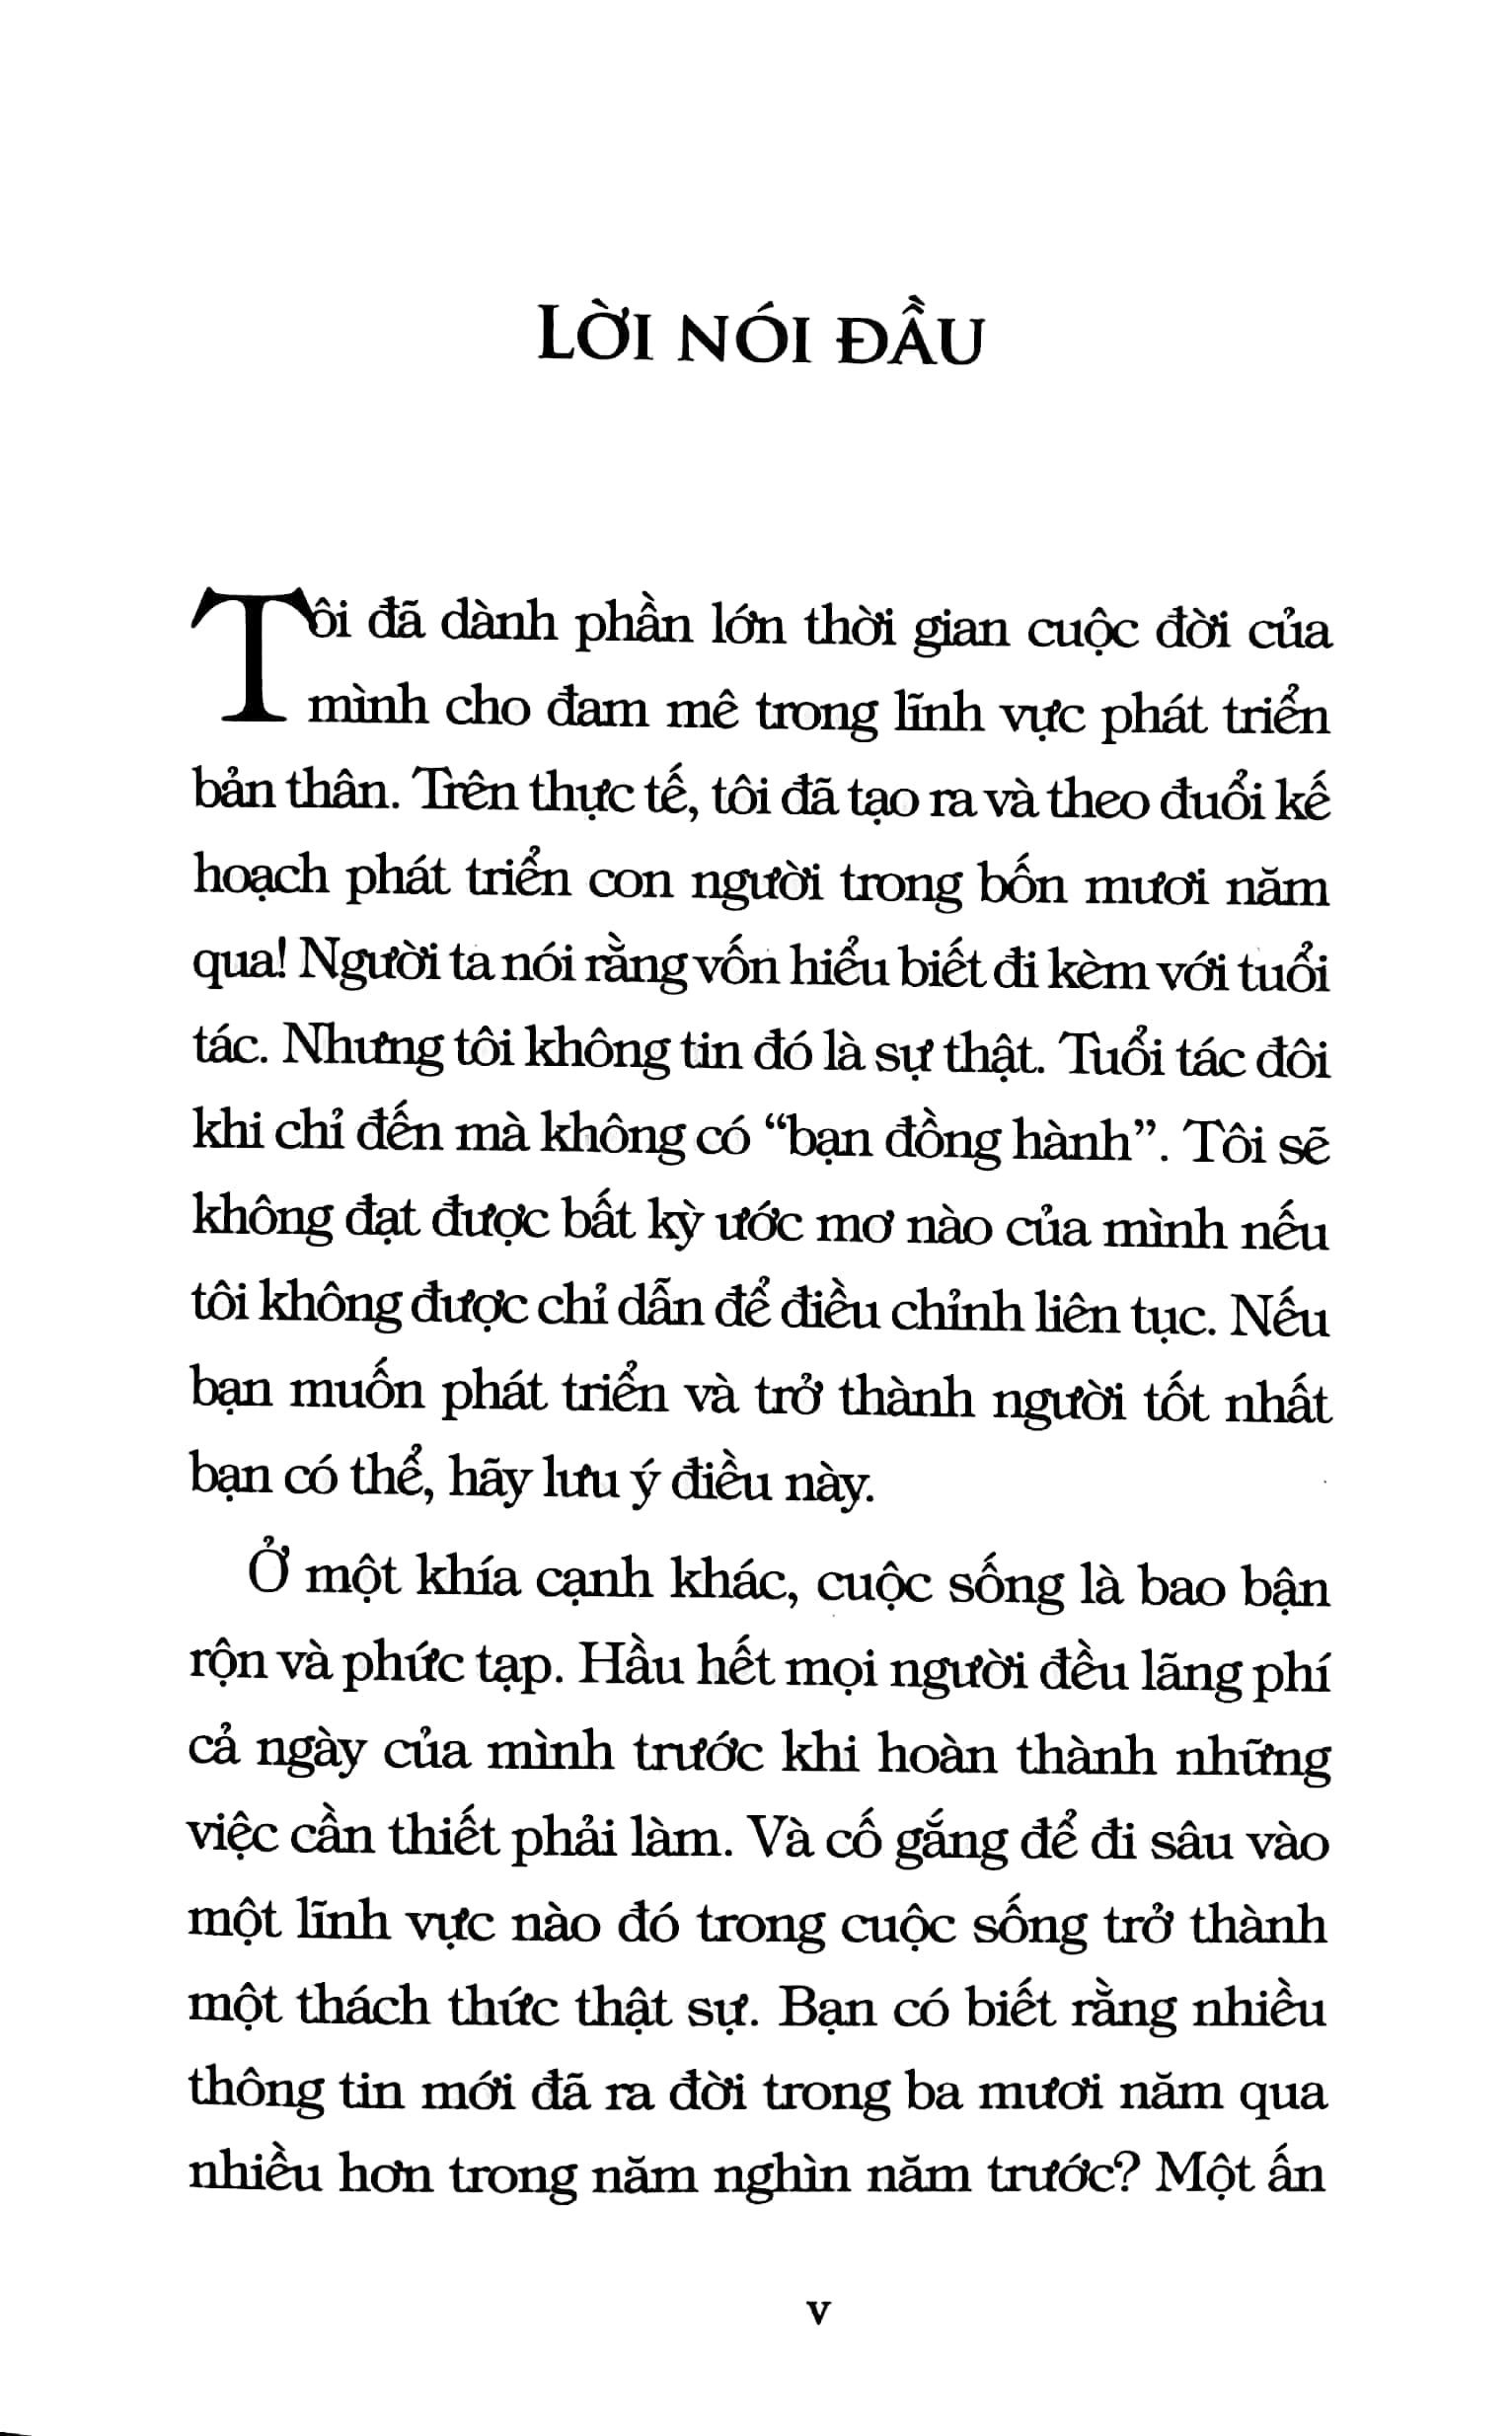 LỜI NÓI ĐẦU
Tôi đã dành phần lớn thời gian cuộc đời của
mình cho đam mê trong lĩnh vực phát triển
bản thân. Trên thực tế, tôi đã tạo ra và theo đuổi kế
hoạch phát triển con người trong bốn mươi năm
qua! Người ta nói rằng vốn hiểu biết đi kèm với tuổi
tác. Nhưng tôi không tin đó là sự thật. Tuổi tác đôi
khi chỉ đến mà không có “bạn đồng hành”. Tôi sẽ
không đạt được bất kỳ ước mơ nào của mình nếu
tôi không được chỉ dẫn để điều chỉnh liên tục. Nếu
bạn muốn phát triển và trở thành người tốt nhất
bạn có thể, hãy lưu ý điều này.
Ở một khía cạnh khác, cuộc sống là bao bận
rộn và phức tạp. Hầu hết mọi người đều lãng phí
cả ngày của mình trước khi hoàn thành những
việc cần thiết phải làm. Và cố gắng để đi sâu vào
một lĩnh vực nào đó trong cuộc sống trở thành
một thách thức thật sự. Bạn có biết rằng nhiều
thông tin mới đã ra đời trong ba mươi năm qua
nhiều hơn trong năm nghìn năm trước? Một ấn
v